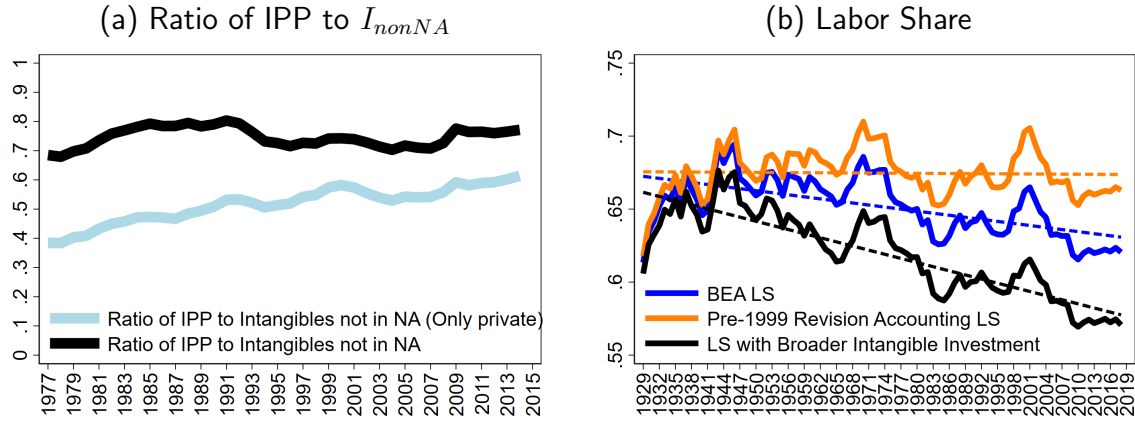 (a) Ratio of IPP to I_{nonNA}
1
.9
.8
.7
.6
.5
.4
.3
.2
.1
0
Ratio of IPP to Intangibles not in NA (Only private)
Ratio of IPP to Intangibles not in NA
1977 1979 1981 1983 1985 1987 1989 1991 1993 1995 1997 1999 2001 2003 2005 2007 2009 2011 2013 2015
(b) Labor Share
.75
.7
.65
.6
.55
BEA LS
Pre-1999 Revision Accounting LS
LS with Broader Intangible Investment
1929 1932 1935 1938 1941 1944 1947 1950 1953 1956 1959 1962 1965 1968 1971 1974 1977 1980 1983 1986 1989 1992 1995 1998 2001 2004 2007 2010 2013 2016 2019